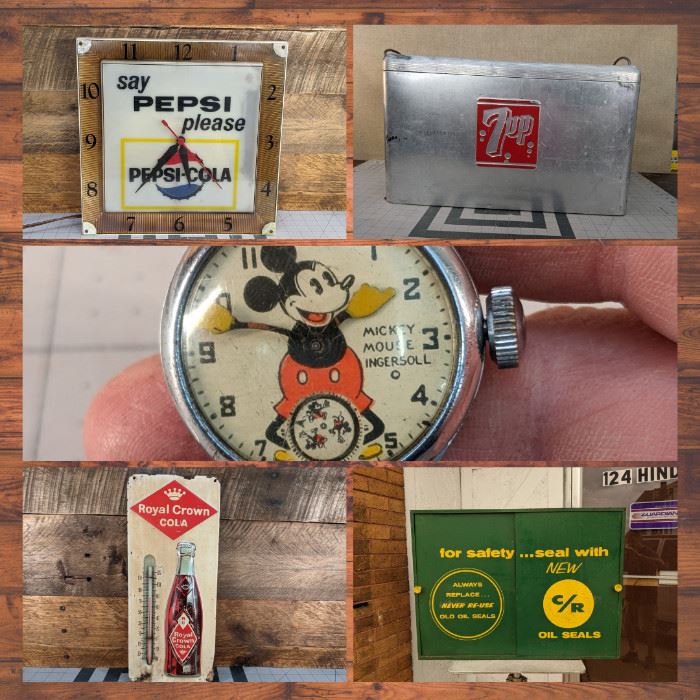 11 12 1
10 2
9 3
8 4
7 6 5
say
PEPSI
please
PEPSI-COLA
7up
11
2
9 3
8 4
7 5
MICKEY
MOUSE
INGERSOLL
Royal Crown
COLA
Royal
Crown
COLA
124 HIND
GUARDIAN
for safety ...seal with
NEW
ALWAYS
REPLACE...
NEVER RE-USE
OLD OIL SEALS
C/R
OIL SEALS